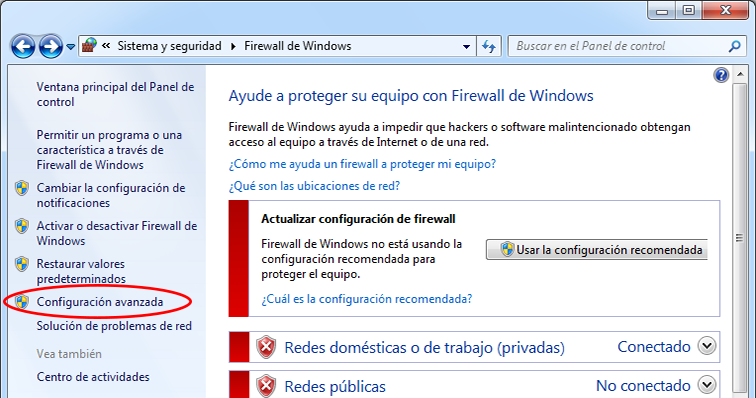 « Sistema y seguridad ▸ Firewall de Windows
Buscar en el Panel de control
Ventana principal del Panel de
control
Permitir un programa o una
característica a través de
Firewall de Windows
Cambiar la configuración de
notificaciones
Activar o desactivar Firewall de
Windows
Restaurar valores
predeterminados
Configuración avanzada
Solución de problemas de red
Vea también
Centro de actividades
Ayude a proteger su equipo con Firewall de Windows
Firewall de Windows ayuda a impedir que hackers o software malintencionado obtengan
acceso al equipo a través de Internet o de una red.
¿Cómo me ayuda un firewall a proteger mi equipo?
¿Qué son las ubicaciones de red?
Actualizar configuración de firewall
Firewall de Windows no está usando la
configuración recomendada para
proteger el equipo.
Usar la configuración recomendada
¿Cuál es la configuración recomendada?
Redes domésticas o de trabajo (privadas) Conectado
Redes públicas No conectado